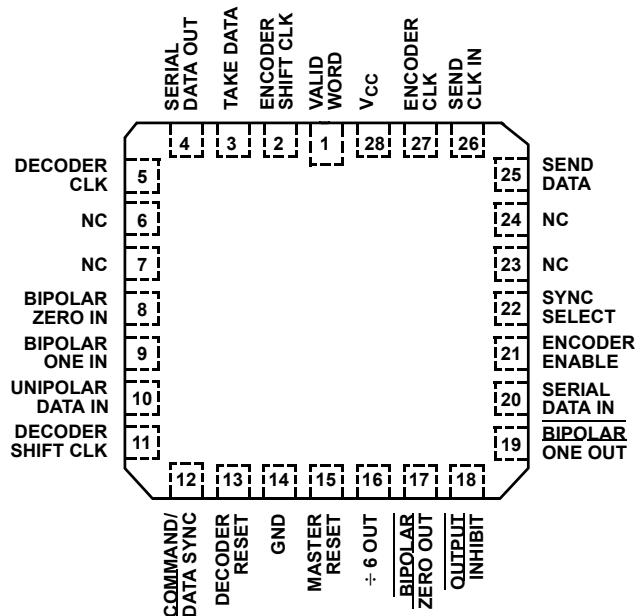 SERIAL
DATA OUT
TAKE DATA
ENCODER
SHIFT CLK
VALID
WORD
VCC
ENCODER
CLK
SEND
CLK IN
4
3
2
1
28
27
26
DECODER
CLK
5
25
SEND
DATA
NC
6
24
NC
NC
7
23
NC
BIPOLAR
ZERO IN
8
22
SYNC
SELECT
BIPOLAR
ONE IN
9
21
ENCODER
ENABLE
UNIPOLAR
DATA IN
10
20
SERIAL
DATA IN
DECODER
SHIFT CLK
11
19
BIPOLAR
ONE OUT
12
13
14
15
16
17
18
COMMAND/
DATA SYNC
DECODER
RESET
GND
MASTER
RESET
÷ 6 OUT
BIPOLAR
ZERO OUT
OUTPUT
INHIBIT